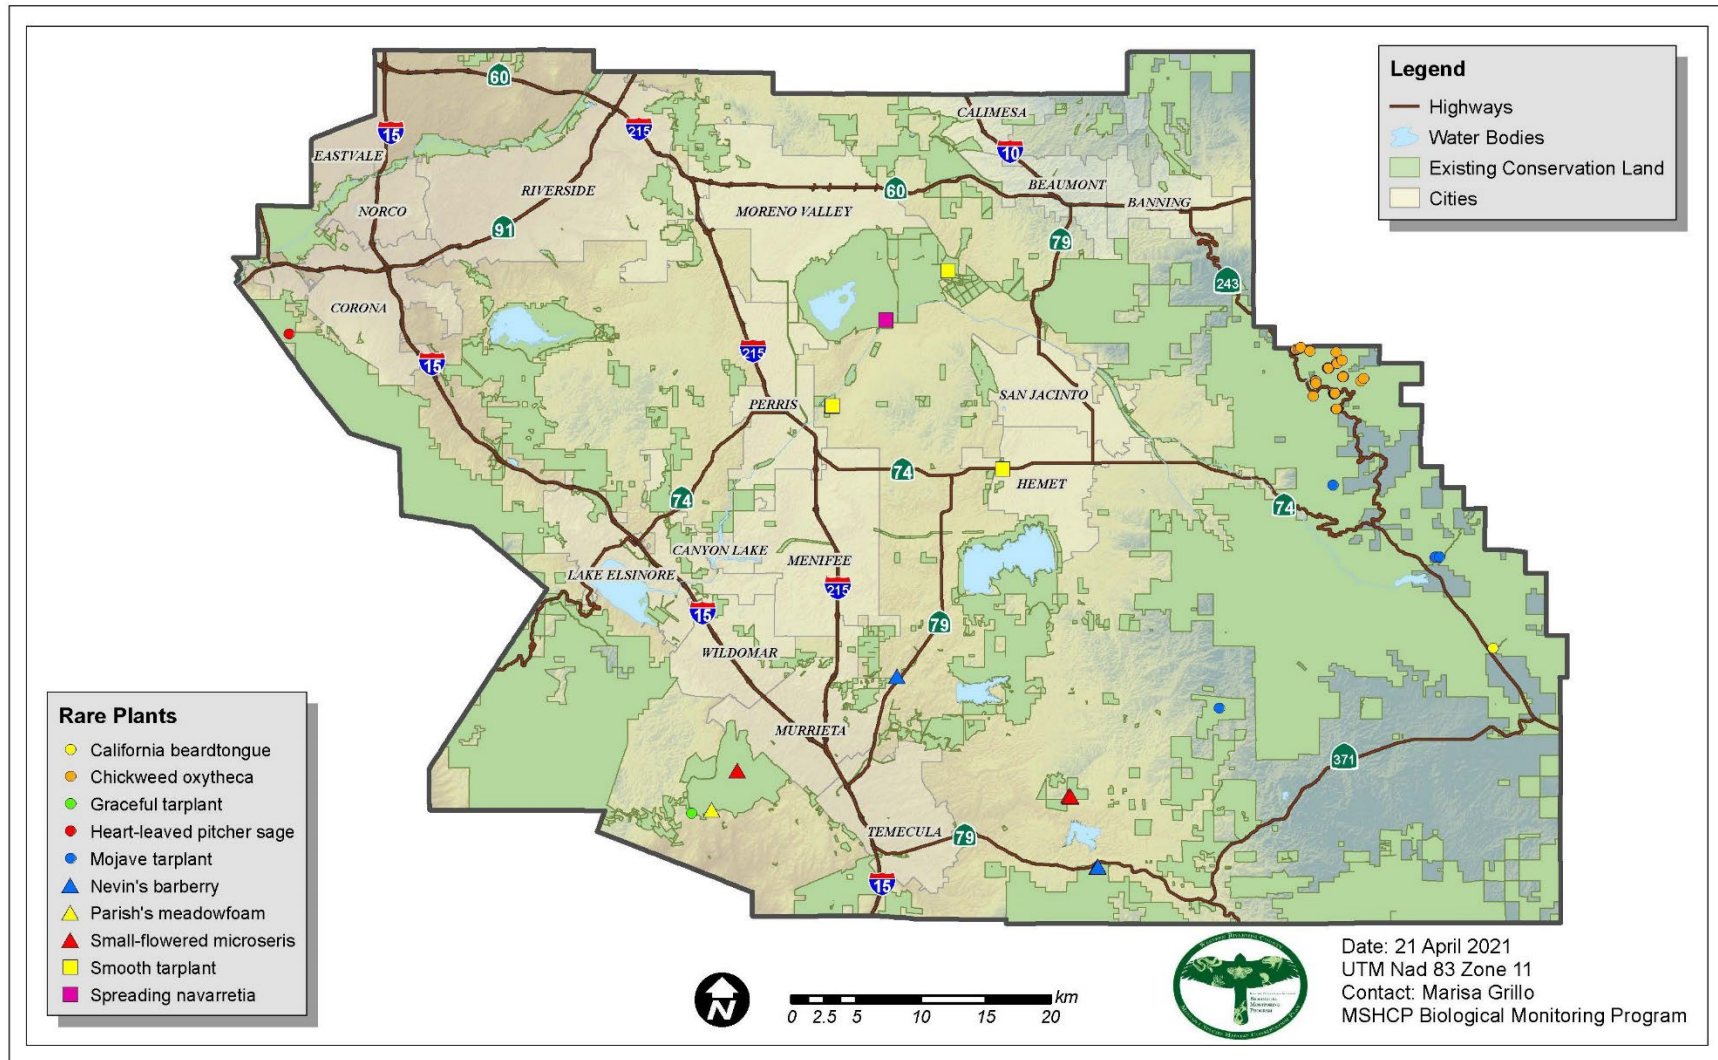 Legend
Highways
Water Bodies
Existing Conservation Land
Cities
60
15
215
CALIMESA
10
EASTVALE
RIVERSIDE
60
BEAUMONT
BANNING
NORCO
MORENO VALLEY
91
79
243
CORONA
15
215
PERRIS
SAN JACINTO
74
HEMET
74
74
CANYON LAKE
MENIFEE
LAKE ELSINORE
215
15
79
WILDOMAR
MURRIETA
371
TEMECULA
79
15
Rare Plants
California beardtongue
Chickweed oxytheca
Graceful tarplant
Heart-leaved pitcher sage
Mojave tarplant
Nevin's barberry
Parish's meadowfoam
Small-flowered microseris
Smooth tarplant
Spreading navarretia
N
km
0 2.5 5 10 15 20
BIOLOGICAL
MONITORING
PROGRAM
Date: 21 April 2021
UTM Nad 83 Zone 11
Contact: Marisa Grillo
MSHCP Biological Monitoring Program